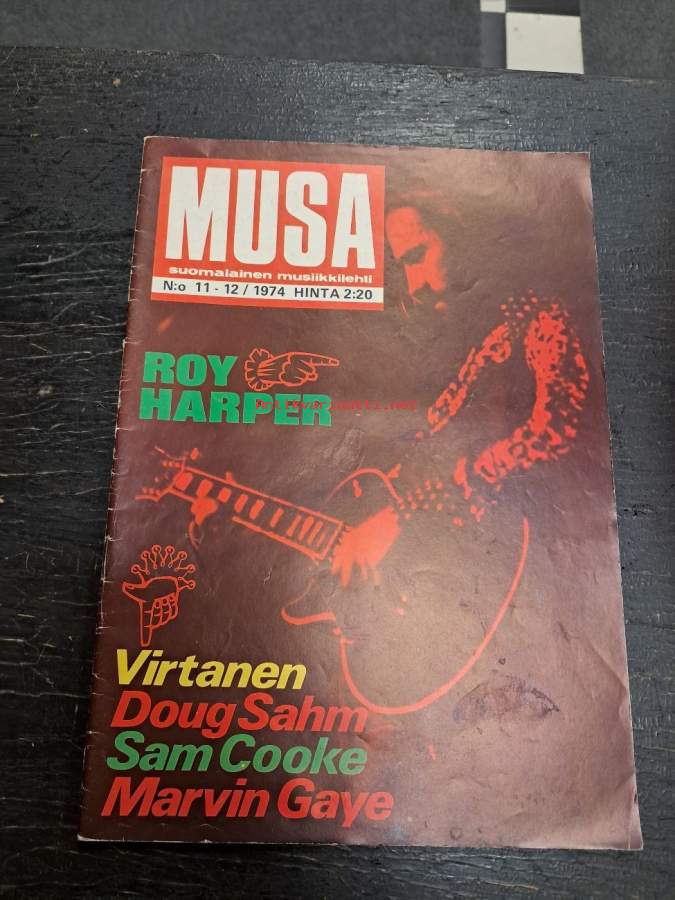 MUSA
suomalainen musiikkilehti
N:o 11 - 12 / 1974 HINTA 2:20
ROY
HARPER
Virtanen
Doug Sahm
Sam Cooke
Marvin Gaye